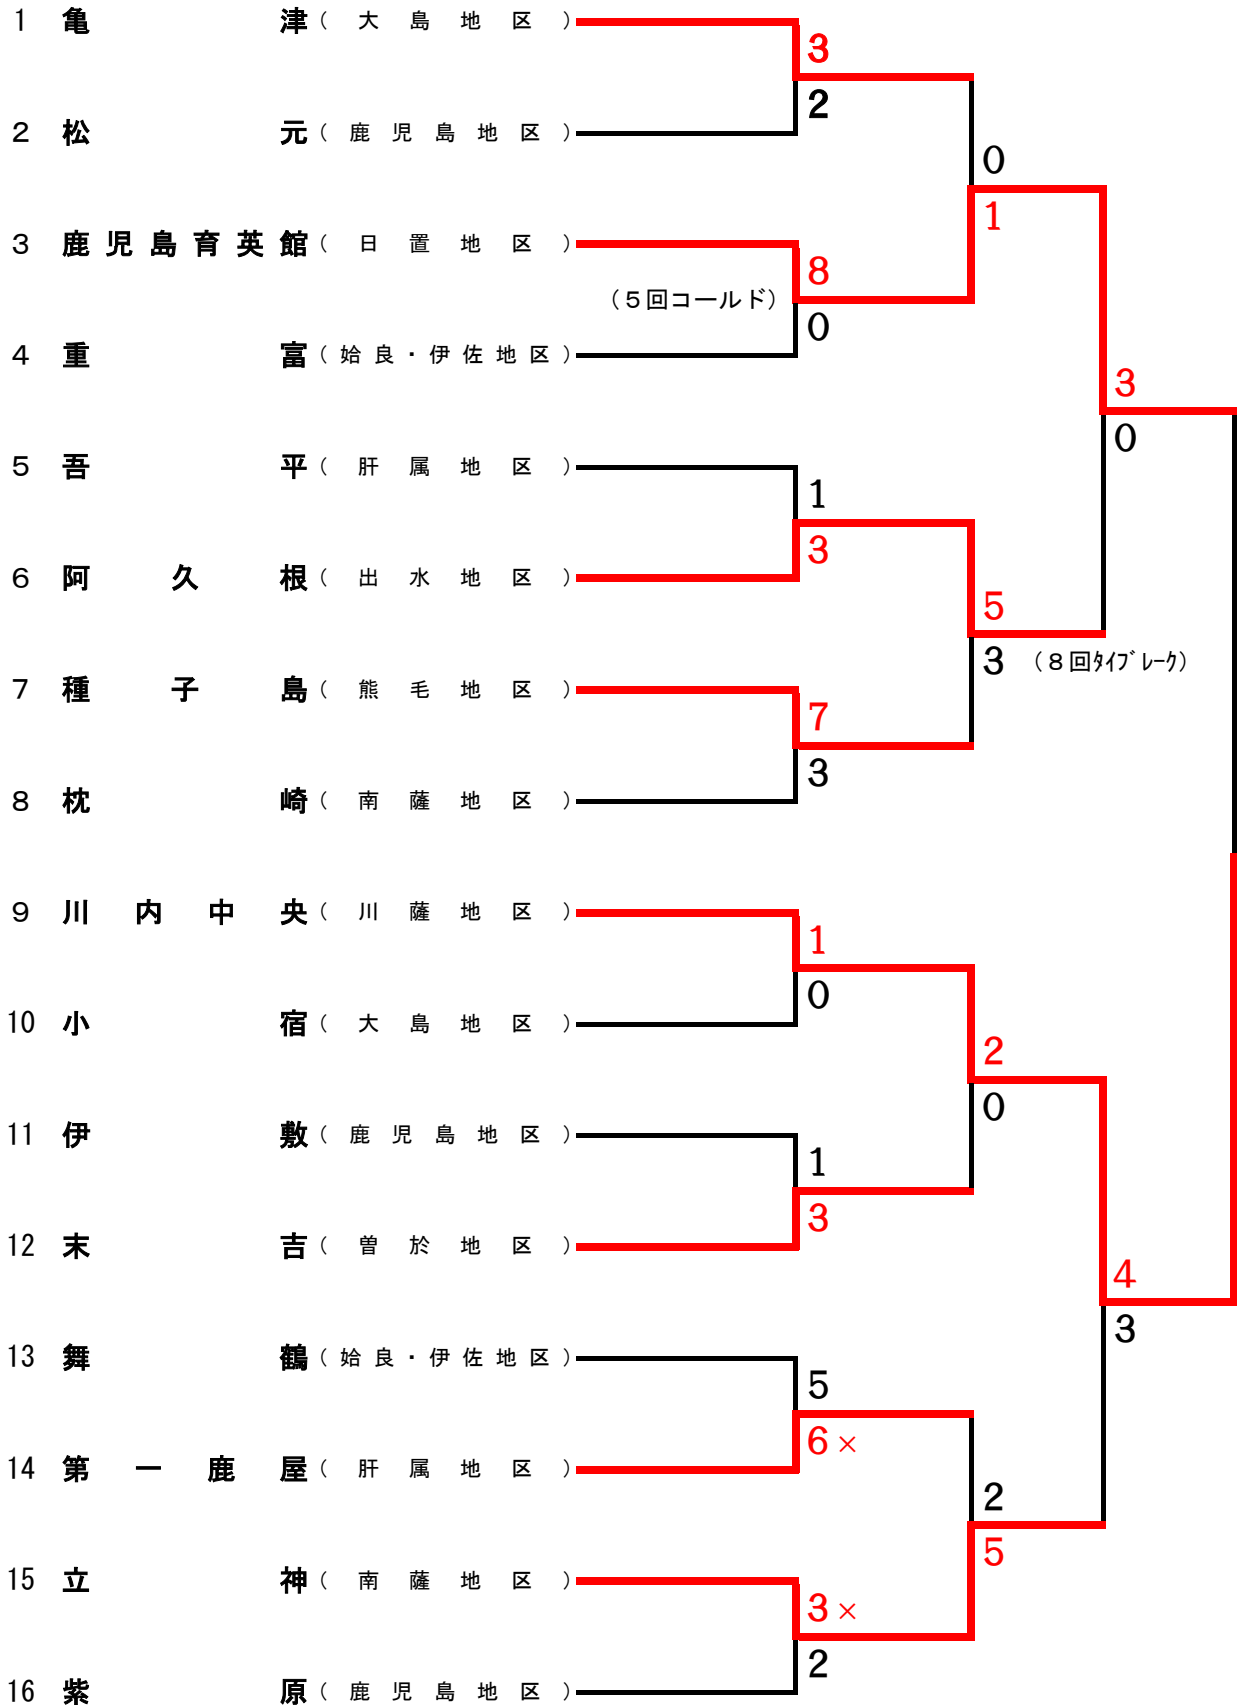 1 亀津（大島地区）
3
2
2 松元（鹿児島地区）
0
1
3 鹿児島育英館（日置地区）
8
（５回コールド）
0
4 重富（姶良・伊佐地区）
3
0
5 吾平（肝属地区）
1
3
6 阿久根（出水地区）
5
3 （８回ﾀｲﾌﾞﾚｰｸ）
7 種子島（熊毛地区）
7
3
8 枕崎（南薩地区）
9 川内中央（川薩地区）
1
0
10 小宿（大島地区）
2
0
11 伊敷（鹿児島地区）
1
3
12 末吉（曽於地区）
4
3
13 舞鶴（姶良・伊佐地区）
5
6×
14 第一鹿屋（肝属地区）
2
5
15 立神（南薩地区）
3×
2
16 紫原（鹿児島地区）